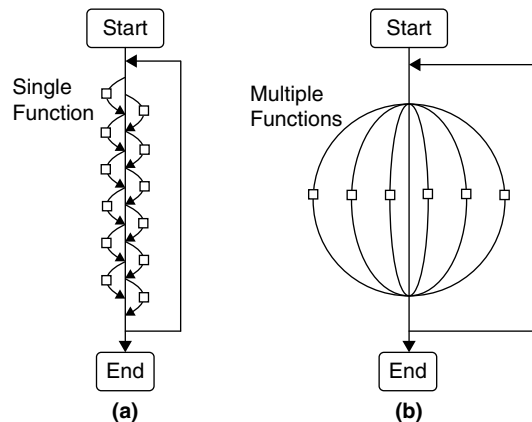 Start
Single
Function
End
(a)
Start
Multiple
Functions
End
(b)